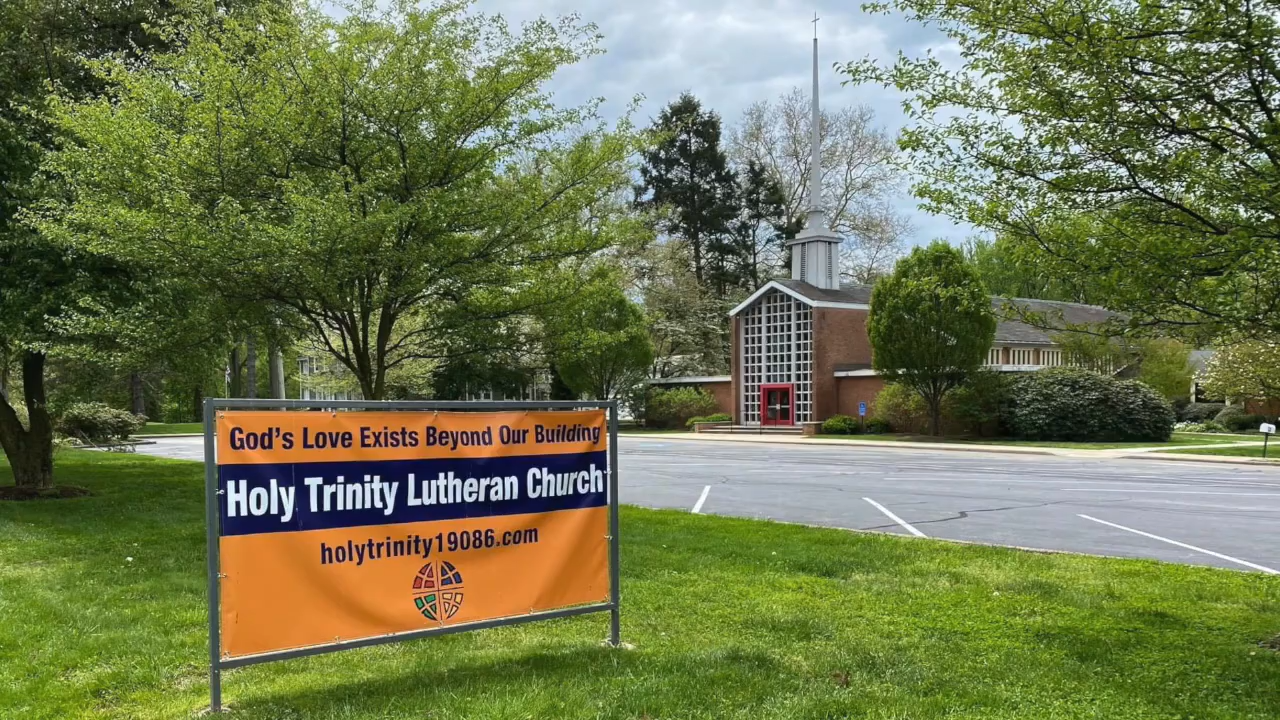 God's Love Exists Beyond Our Building
Holy Trinity Lutheran Church
holytrinity19086.com